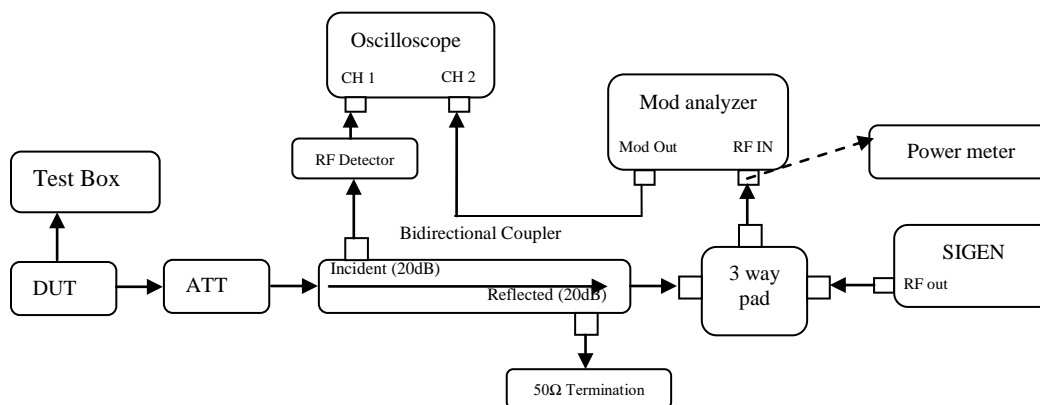 Oscilloscope
CH 1
CH 2
Mod analyzer
Mod Out
RF IN
Power meter
RF Detector
Test Box
Bidirectional Coupler
SIGEN
RF out
DUT
ATT
Incident (20dB)
Reflected (20dB)
3 way
pad
50Ω Termination